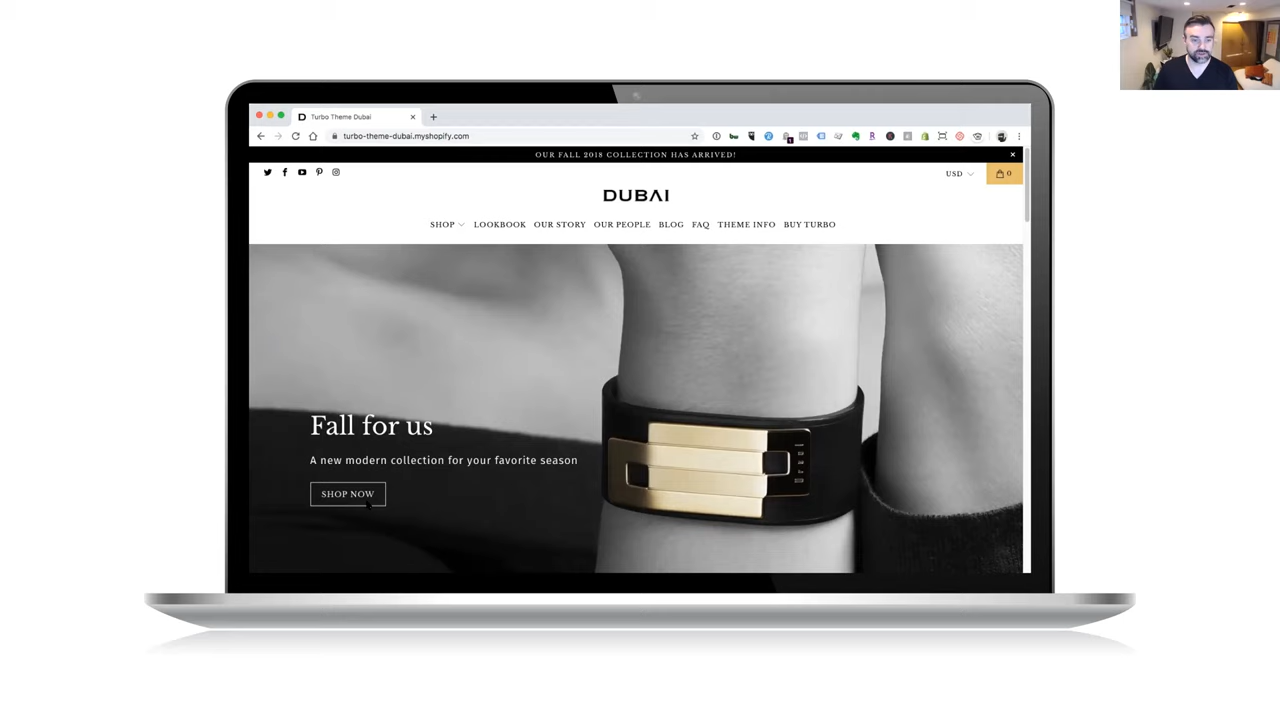 D Turbo Theme Dubai
turbo-theme-dubai.myshopify.com
OUR FALL 2018 COLLECTION HAS ARRIVED!
USD 0
DUBAI
SHOP LOOKBOOK OUR STORY OUR PEOPLE BLOG FAQ THEME INFO BUY TURBO
Fall for us
A new modern collection for your favorite season
SHOP NOW